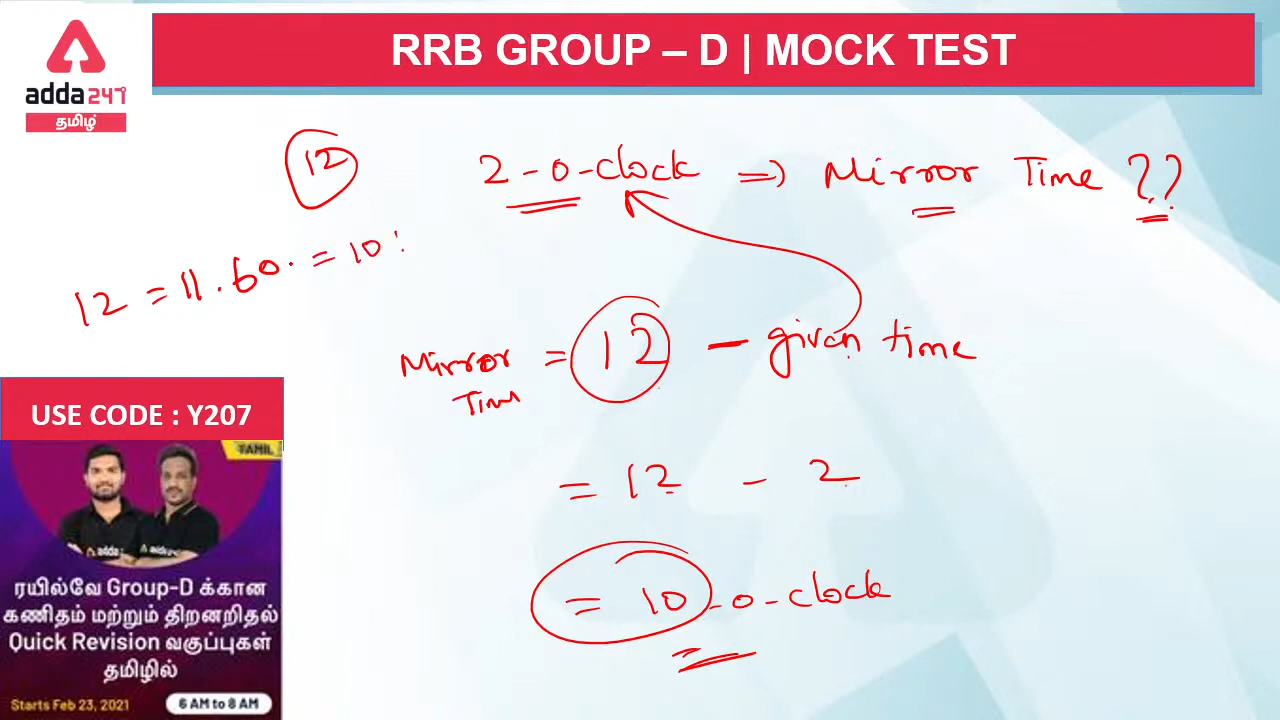 RRB GROUP – D | MOCK TEST
adda247
தமிழ்
12
2-o-clock ⇒ Mirror Time ??
12 = 11.60. = 10:
Mirror Time = 12 - given time
= 12 - 2
= 10-o-clock
USE CODE : Y207
TAMIL
ரயில்வே Group-D க்கான
கணிதம் மற்றும் திறனறிதல்
Quick Revision வகுப்புகள்
தமிழில்
Starts Feb 23, 2021
6 AM to 8 AM